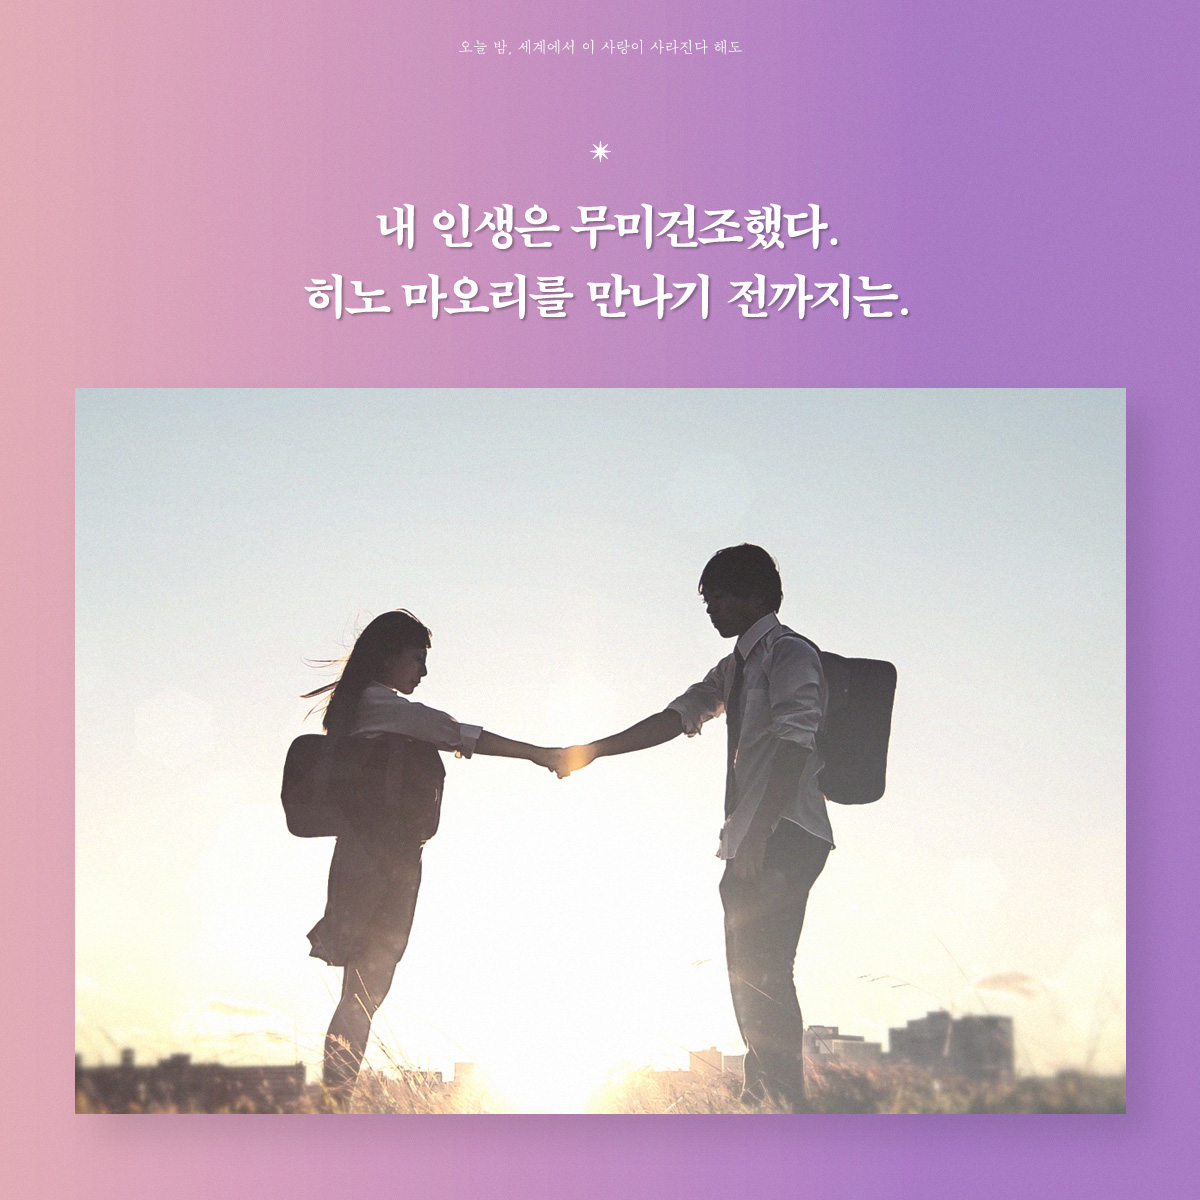 오늘 밤, 세계에서 이 사랑이 사라진다 해도
내 인생은 무미건조했다.
히노 마오리를 만나기 전까지는.